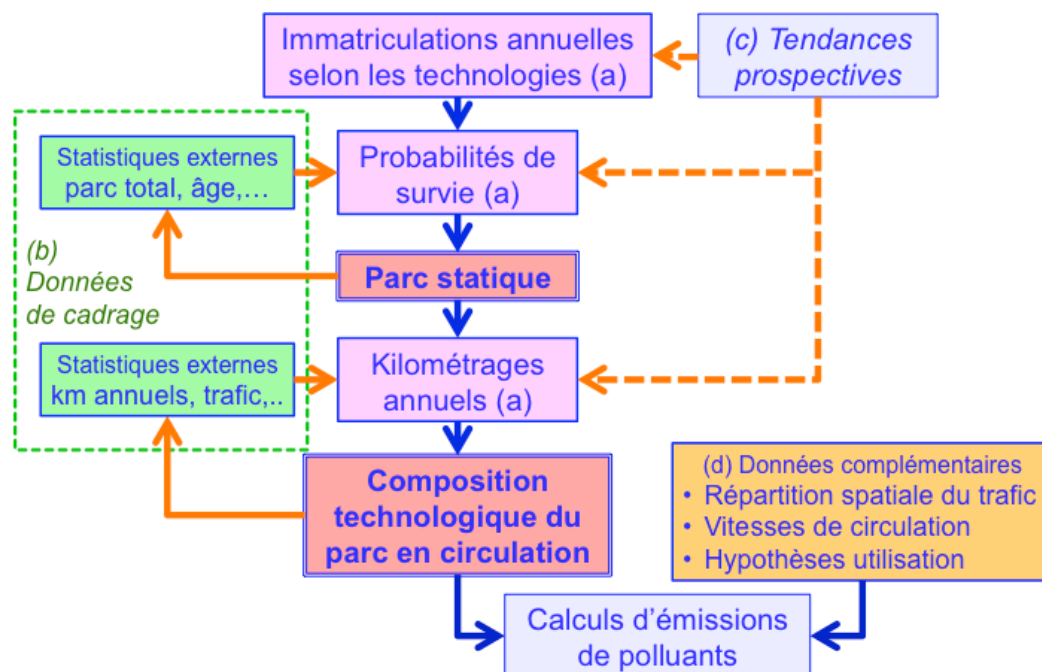 Immatriculations annuelles
selon les technologies (a)
(c) Tendances
prospectives
Statistiques externes
parc total, âge,…
Probabilités de
survie (a)
(b)
Données
de cadrage
Parc statique
Statistiques externes
km annuels, trafic,..
Kilométrages
annuels (a)
Composition
technologique du
parc en circulation
(d) Données complémentaires
• Répartition spatiale du trafic
• Vitesses de circulation
• Hypothèses utilisation
Calculs d’émissions
de polluants